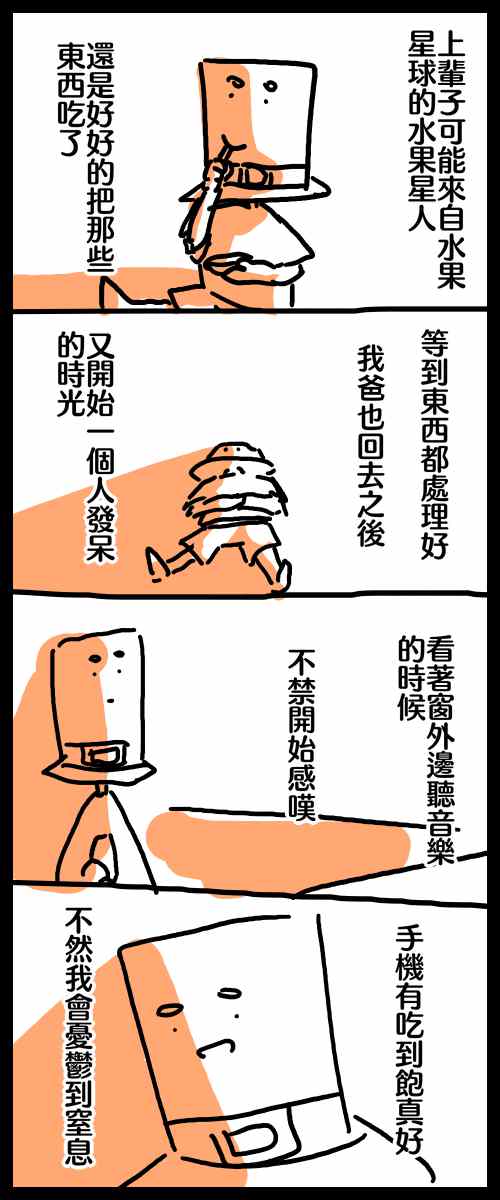 上輩子可能來自水果
星球的水果星人
還是好好的把那些
東西吃了
等到東西都處理好
我爸也回去之後
又開始一個人發呆
的時光
看著窗外邊聽音樂
的時候
不禁開始感嘆
手機有吃到飽真好
不然我會憂鬱到窒息